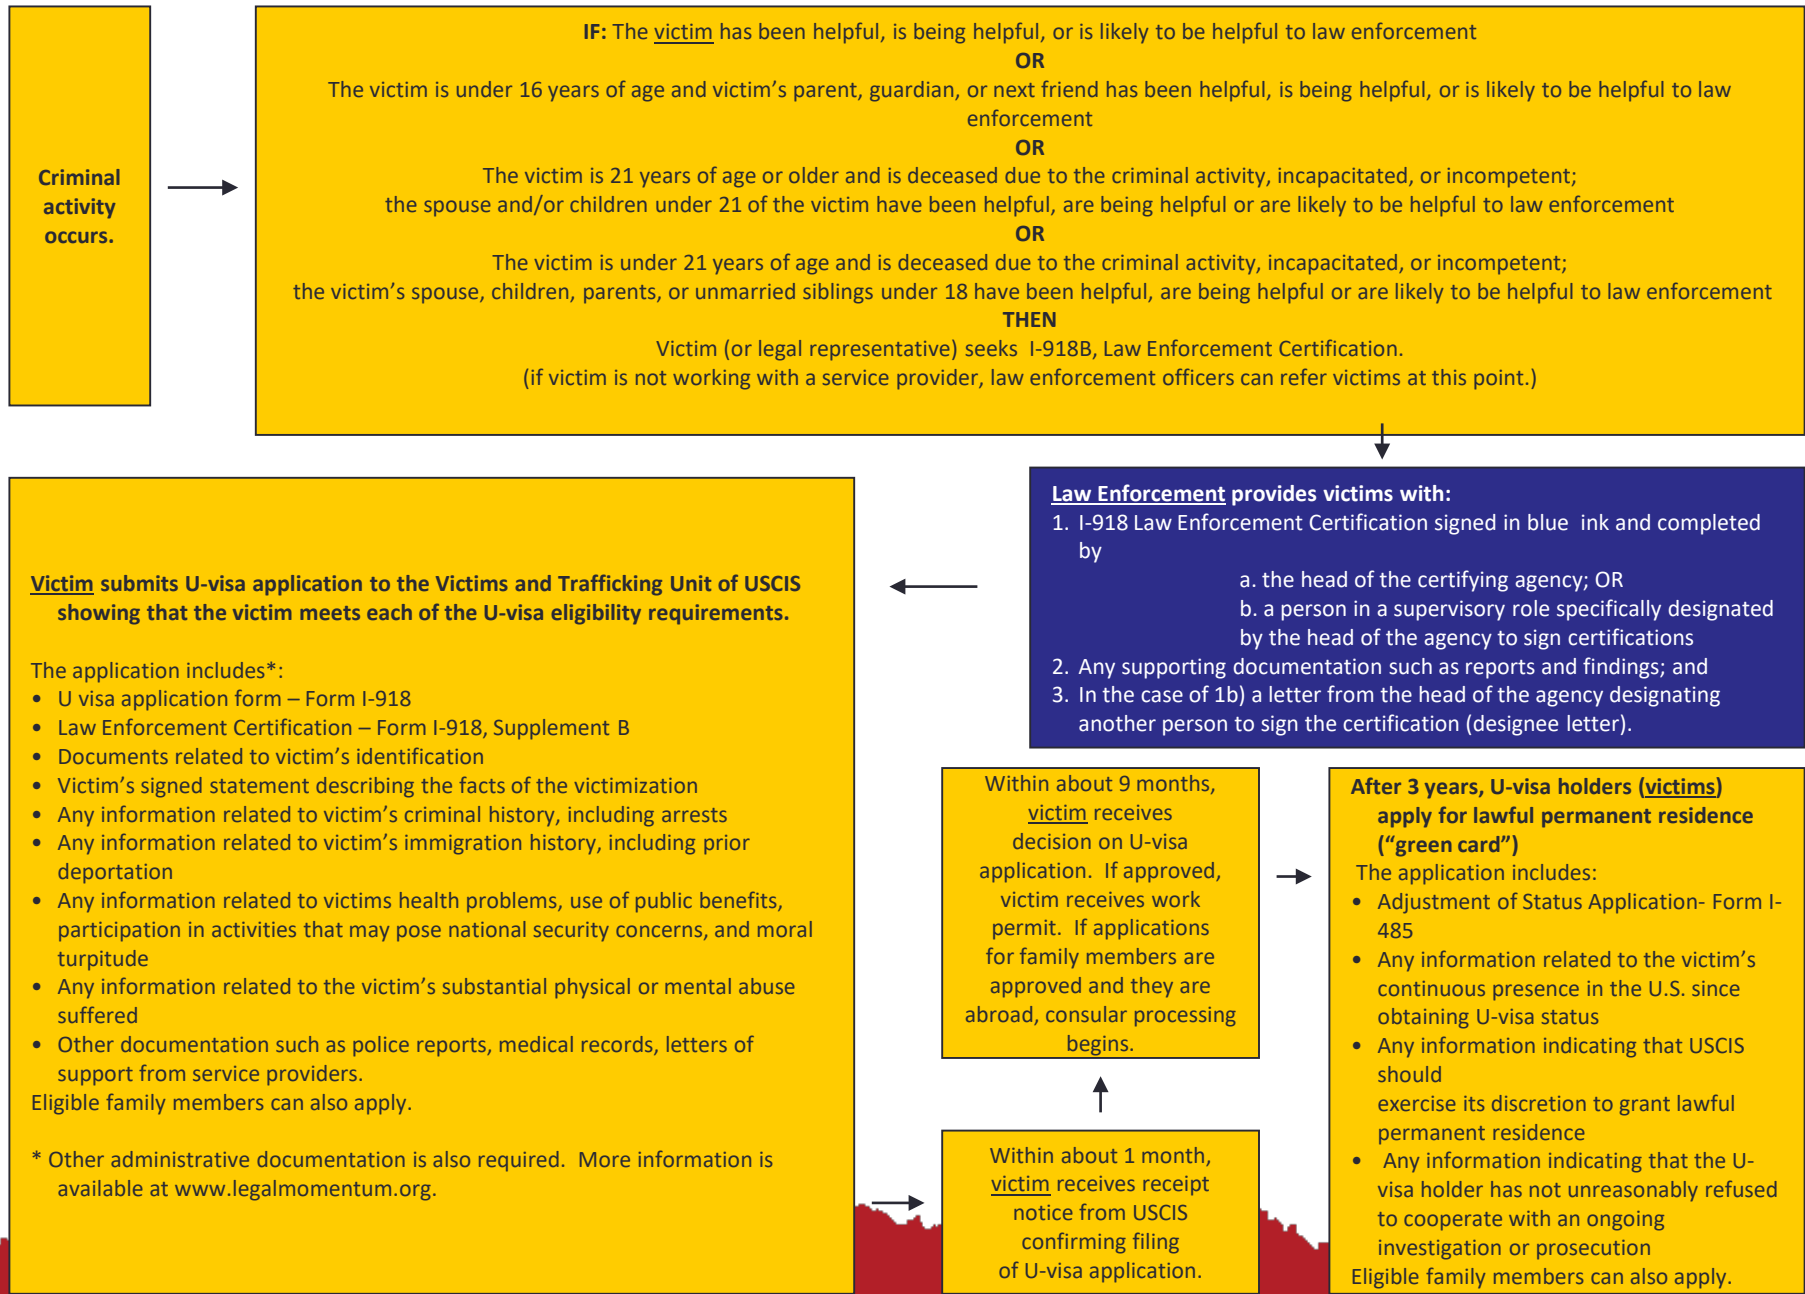 Criminal
activity
occurs.
IF: The victim has been helpful, is being helpful, or is likely to be helpful to law enforcement
OR
The victim is under 16 years of age and victim’s parent, guardian, or next friend has been helpful, is being helpful, or is likely to be helpful to law
enforcement
OR
The victim is 21 years of age or older and is deceased due to the criminal activity, incapacitated, or incompetent;
the spouse and/or children under 21 of the victim have been helpful, are being helpful or are likely to be helpful to law enforcement
OR
The victim is under 21 years of age and is deceased due to the criminal activity, incapacitated, or incompetent;
the victim’s spouse, children, parents, or unmarried siblings under 18 have been helpful, are being helpful or are likely to be helpful to law enforcement
THEN
Victim (or legal representative) seeks I-918B, Law Enforcement Certification.
(if victim is not working with a service provider, law enforcement officers can refer victims at this point.)
Law Enforcement provides victims with:
1. I-918 Law Enforcement Certification signed in blue ink and completed
by
a. the head of the certifying agency; OR
b. a person in a supervisory role specifically designated
by the head of the agency to sign certifications
2. Any supporting documentation such as reports and findings; and
3. In the case of 1b) a letter from the head of the agency designating
another person to sign the certification (designee letter).
Victim submits U-visa application to the Victims and Trafficking Unit of USCIS
showing that the victim meets each of the U-visa eligibility requirements.
The application includes*:
• U visa application form – Form I-918
• Law Enforcement Certification – Form I-918, Supplement B
• Documents related to victim’s identification
• Victim’s signed statement describing the facts of the victimization
• Any information related to victim’s criminal history, including arrests
• Any information related to victim’s immigration history, including prior
deportation
• Any information related to victims health problems, use of public benefits,
participation in activities that may pose national security concerns, and moral
turpitude
• Any information related to the victim’s substantial physical or mental abuse
suffered
• Other documentation such as police reports, medical records, letters of
support from service providers.
Eligible family members can also apply.
* Other administrative documentation is also required. More information is
available at www.legalmomentum.org.
Within about 1 month,
victim receives receipt
notice from USCIS
confirming filing
of U-visa application.
Within about 9 months,
victim receives
decision on U-visa
application. If approved,
victim receives work
permit. If applications
for family members are
approved and they are
abroad, consular processing
begins.
After 3 years, U-visa holders (victims)
apply for lawful permanent residence
(“green card”)
The application includes:
• Adjustment of Status Application- Form I-
485
• Any information related to the victim’s
continuous presence in the U.S. since
obtaining U-visa status
• Any information indicating that USCIS
should
exercise its discretion to grant lawful
permanent residence
• Any information indicating that the U-
visa holder has not unreasonably refused
to cooperate with an ongoing
investigation or prosecution
Eligible family members can also apply.